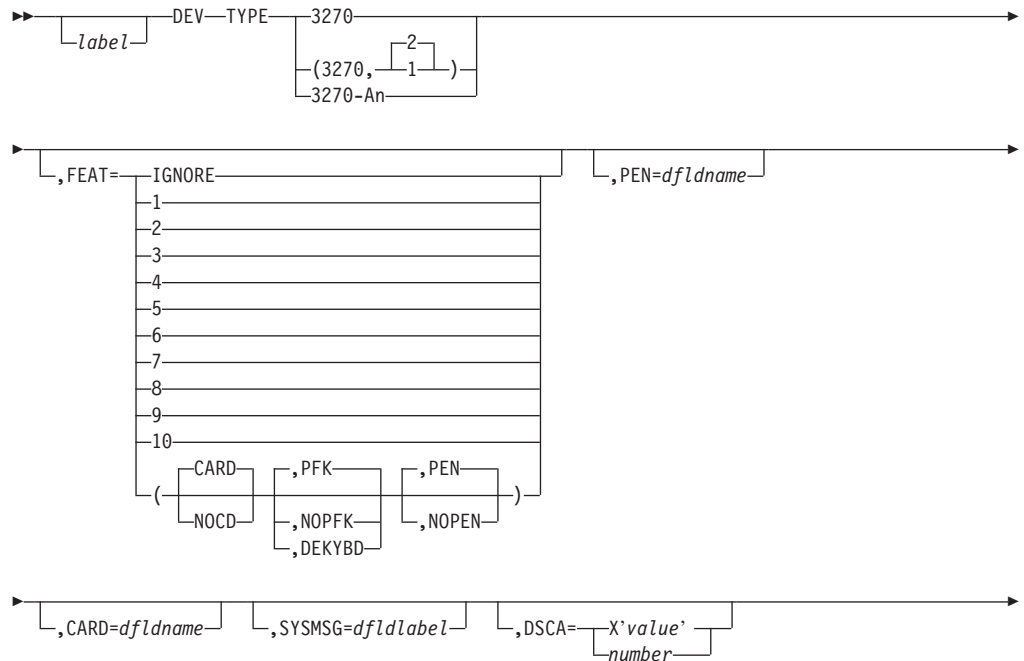 DEV TYPE 3270
label
2
(3270, 1 )
3270-An
,FEAT= IGNORE ,PEN=dfldname
1
2
3
4
5
6
7
8
9
10
CARD ,PFK ,PEN
( )
NOCD ,NOPFK ,NOPEN
,DEKYBD
,CARD=dfldname ,SYSMSG=dfldlabel ,DSCA= X'value'
number